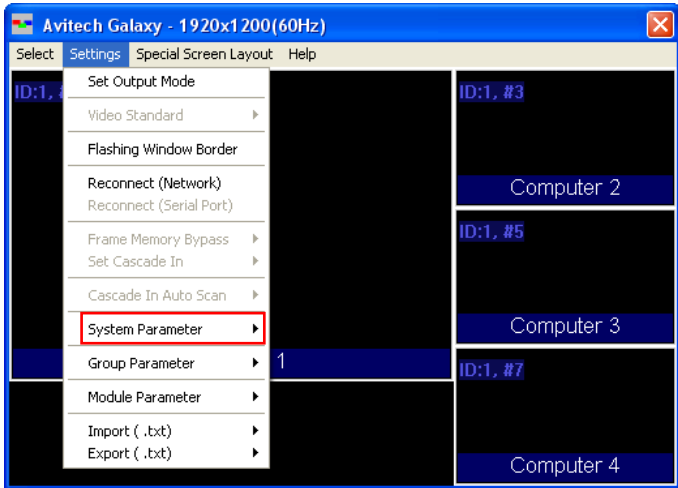 Avitech Galaxy - 1920x1200(60Hz)
Select Settings Special Screen Layout Help
Set Output Mode
Video Standard
Flashing Window Border
Reconnect (Network)
Reconnect (Serial Port)
Frame Memory Bypass
Set Cascade In
Cascade In Auto Scan
System Parameter
Group Parameter
Module Parameter
Import ( .txt)
Export ( .txt)
ID:1,
1
ID:1, #3
Computer 2
ID:1, #5
Computer 3
ID:1, #7
Computer 4